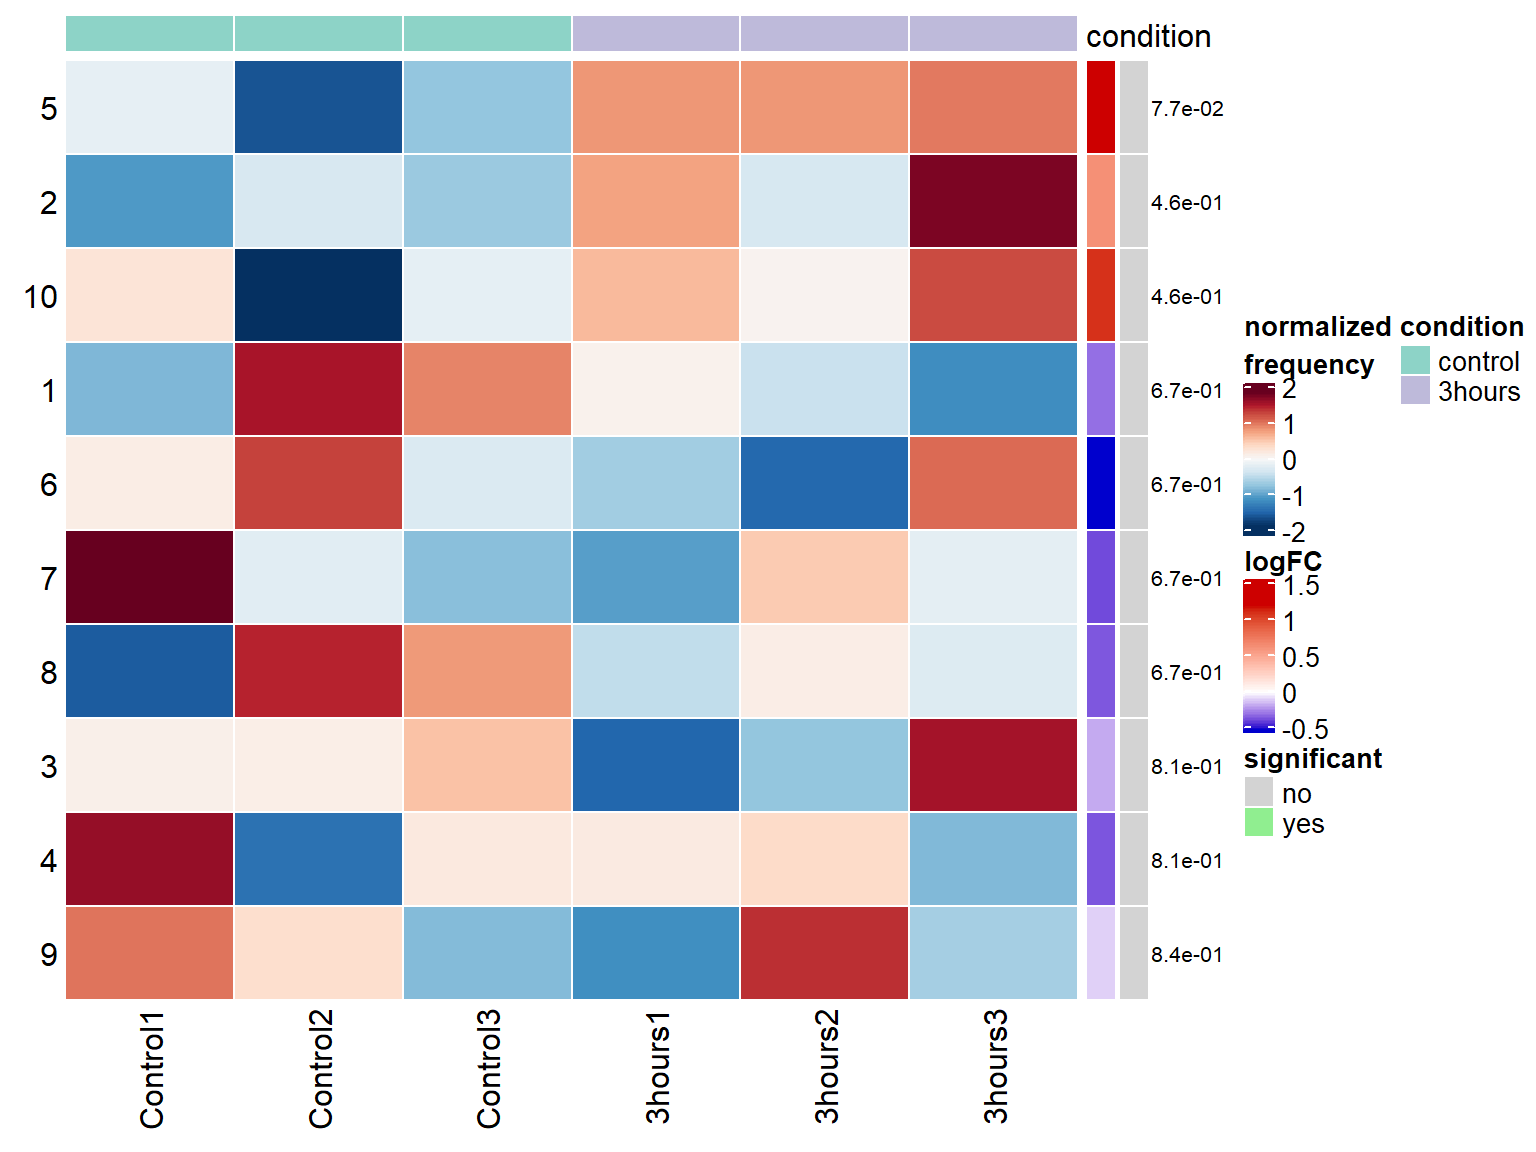 condition
5
7.7e-02
2
4.6e-01
10
4.6e-01
1
6.7e-01
6
6.7e-01
7
6.7e-01
8
6.7e-01
3
8.1e-01
4
8.1e-01
9
8.4e-01
Control1
Control2
Control3
3hours1
3hours2
3hours3
normalized
frequency
2
1
0
-1
-2
condition
control
3hours
logFC
1.5
1
0.5
0
-0.5
significant
no
yes